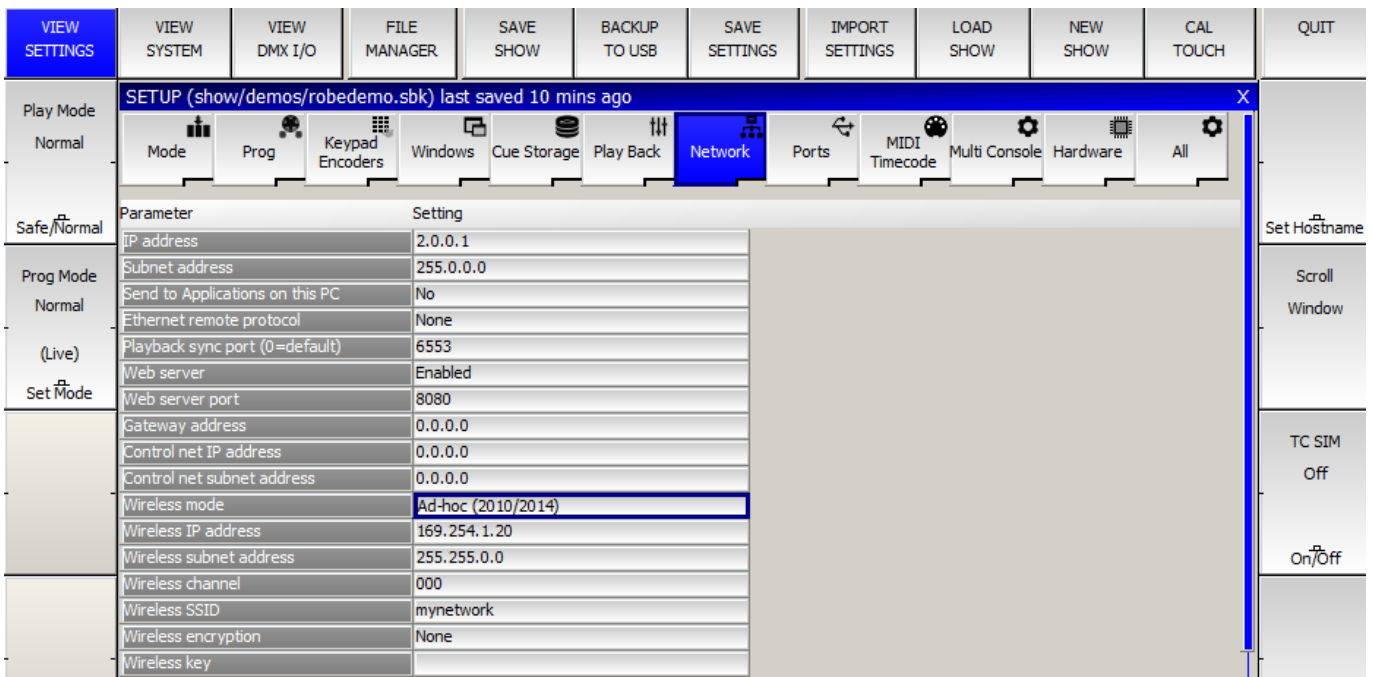 VIEW
SETTINGS
VIEW
SYSTEM
VIEW
DMX I/O
FILE
MANAGER
SAVE
SHOW
BACKUP
TO USB
SAVE
SETTINGS
IMPORT
SETTINGS
LOAD
SHOW
NEW
SHOW
CAL
TOUCH
QUIT
Play Mode
Normal
Safe/Normal
Prog Mode
Normal
(Live)
Set Mode
SETUP (show/demos/robedemo.sbk) last saved 10 mins ago X
Mode
Prog
Keypad
Encoders
Windows
Cue Storage
Play Back
Network
Ports
MIDI
Timecode
Multi Console
Hardware
All
Parameter Setting
IP address 2.0.0.1
Subnet address 255.0.0.0
Send to Applications on this PC No
Ethernet remote protocol None
Playback sync port (0=default) 6553
Web server Enabled
Web server port 8080
Gateway address 0.0.0.0
Control net IP address 0.0.0.0
Control net subnet address 0.0.0.0
Wireless mode Ad-hoc (2010/2014)
Wireless IP address 169.254.1.20
Wireless subnet address 255.255.0.0
Wireless channel 000
Wireless SSID mynetwork
Wireless encryption None
Wireless key
Set Hostname
Scroll
Window
TC SIM
Off
On/Off